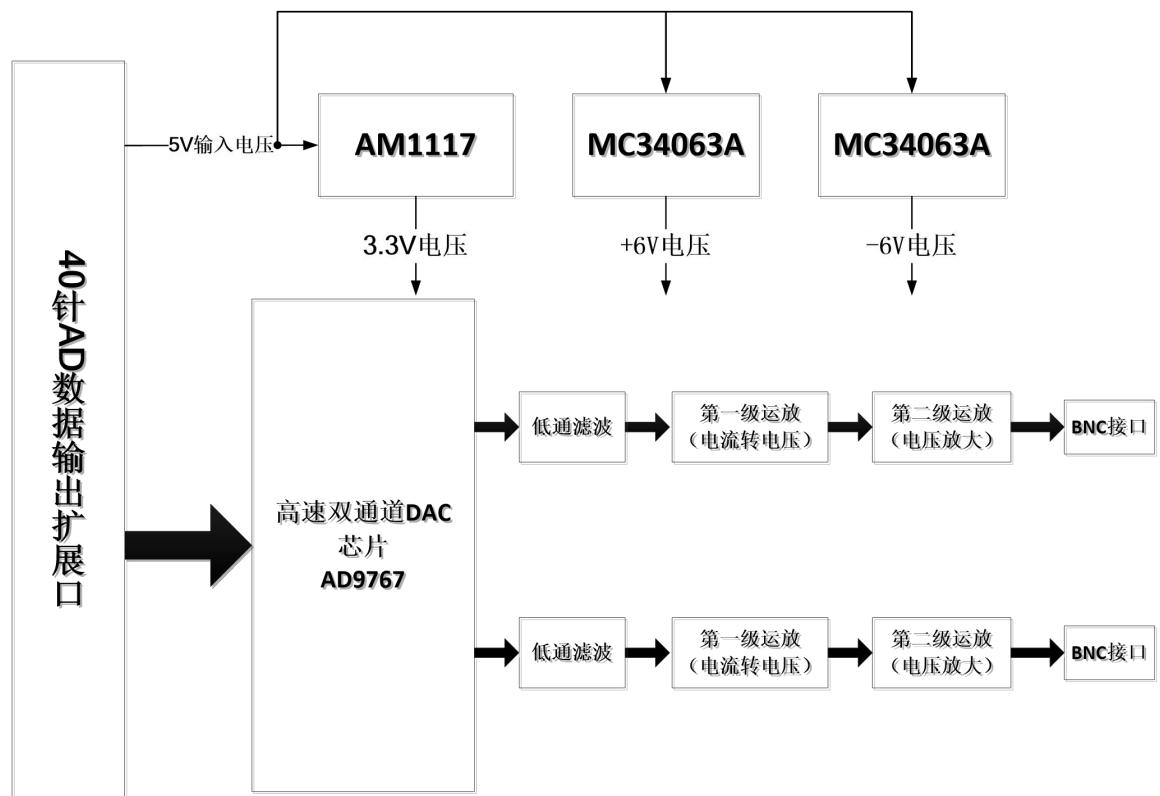 40针AD数据输出扩展口
5V输入电压
AM1117
MC34063A
MC34063A
3.3V电压
+6V电压
-6V电压
高速双通道DAC
芯片
AD9767
低通滤波
第一级运放
（电流转电压）
第二级运放
（电压放大）
BNC接口
低通滤波
第一级运放
（电流转电压）
第二级运放
（电压放大）
BNC接口